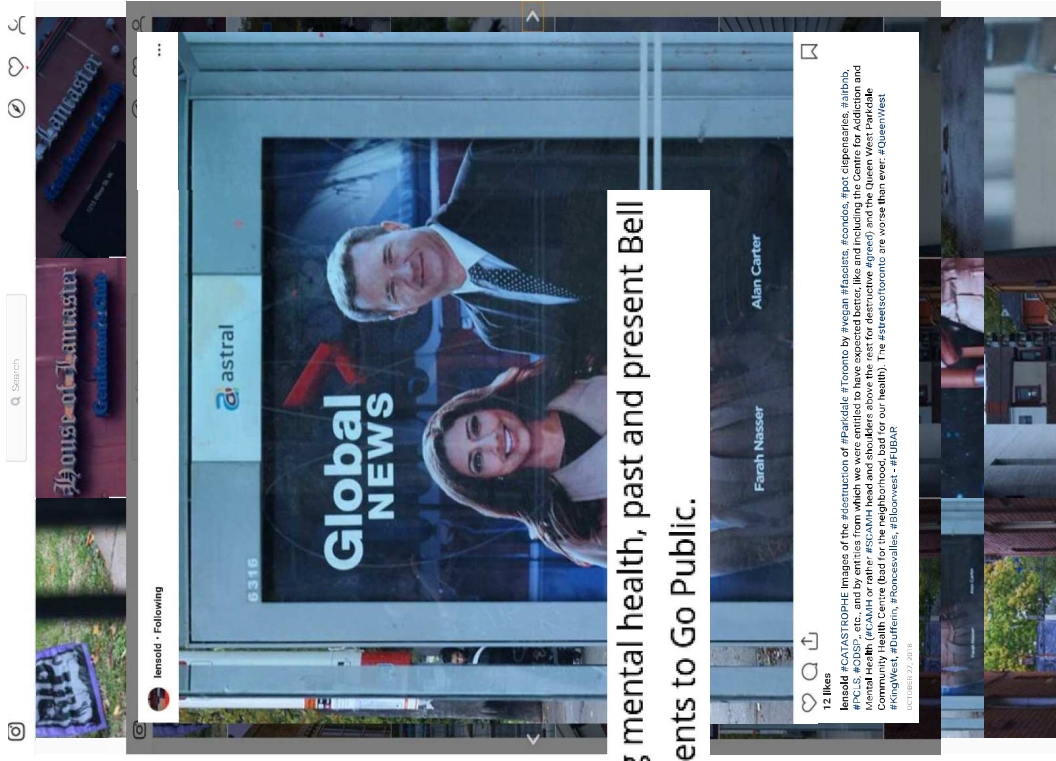 Search
House of Lancaster
Gentlemen's Club
Lancaster
lensold • Following
6316
astral
Global
NEWS
Farah Nasser
Alan Carter
g mental health, past and present Bell
ents to Go Public.
12 likes
lensold #CATASTROPHE Images of the #destruction of #Parkdale #Toronto by #vegan #fascists, #condos, #pot dispensaries, #airbnb,
#PCLS, #ODSP., etc., and by entities from which we were entitled to have expected better, like and including the Centre for Addiction and
Mental Health (#CAMH or rather #SCAMH head and shoulders above the rest for destructive #greed) and the Queen West Parkdale
Community Health Centre (bad for the neighborhood, bad for our health). The #streetsoftoronto are worse than ever: #QueenWest
#KingWest, #Dufferin, #Roncesvalles, #Bloorwest - #FUBAR
OCTOBER 27, 2018